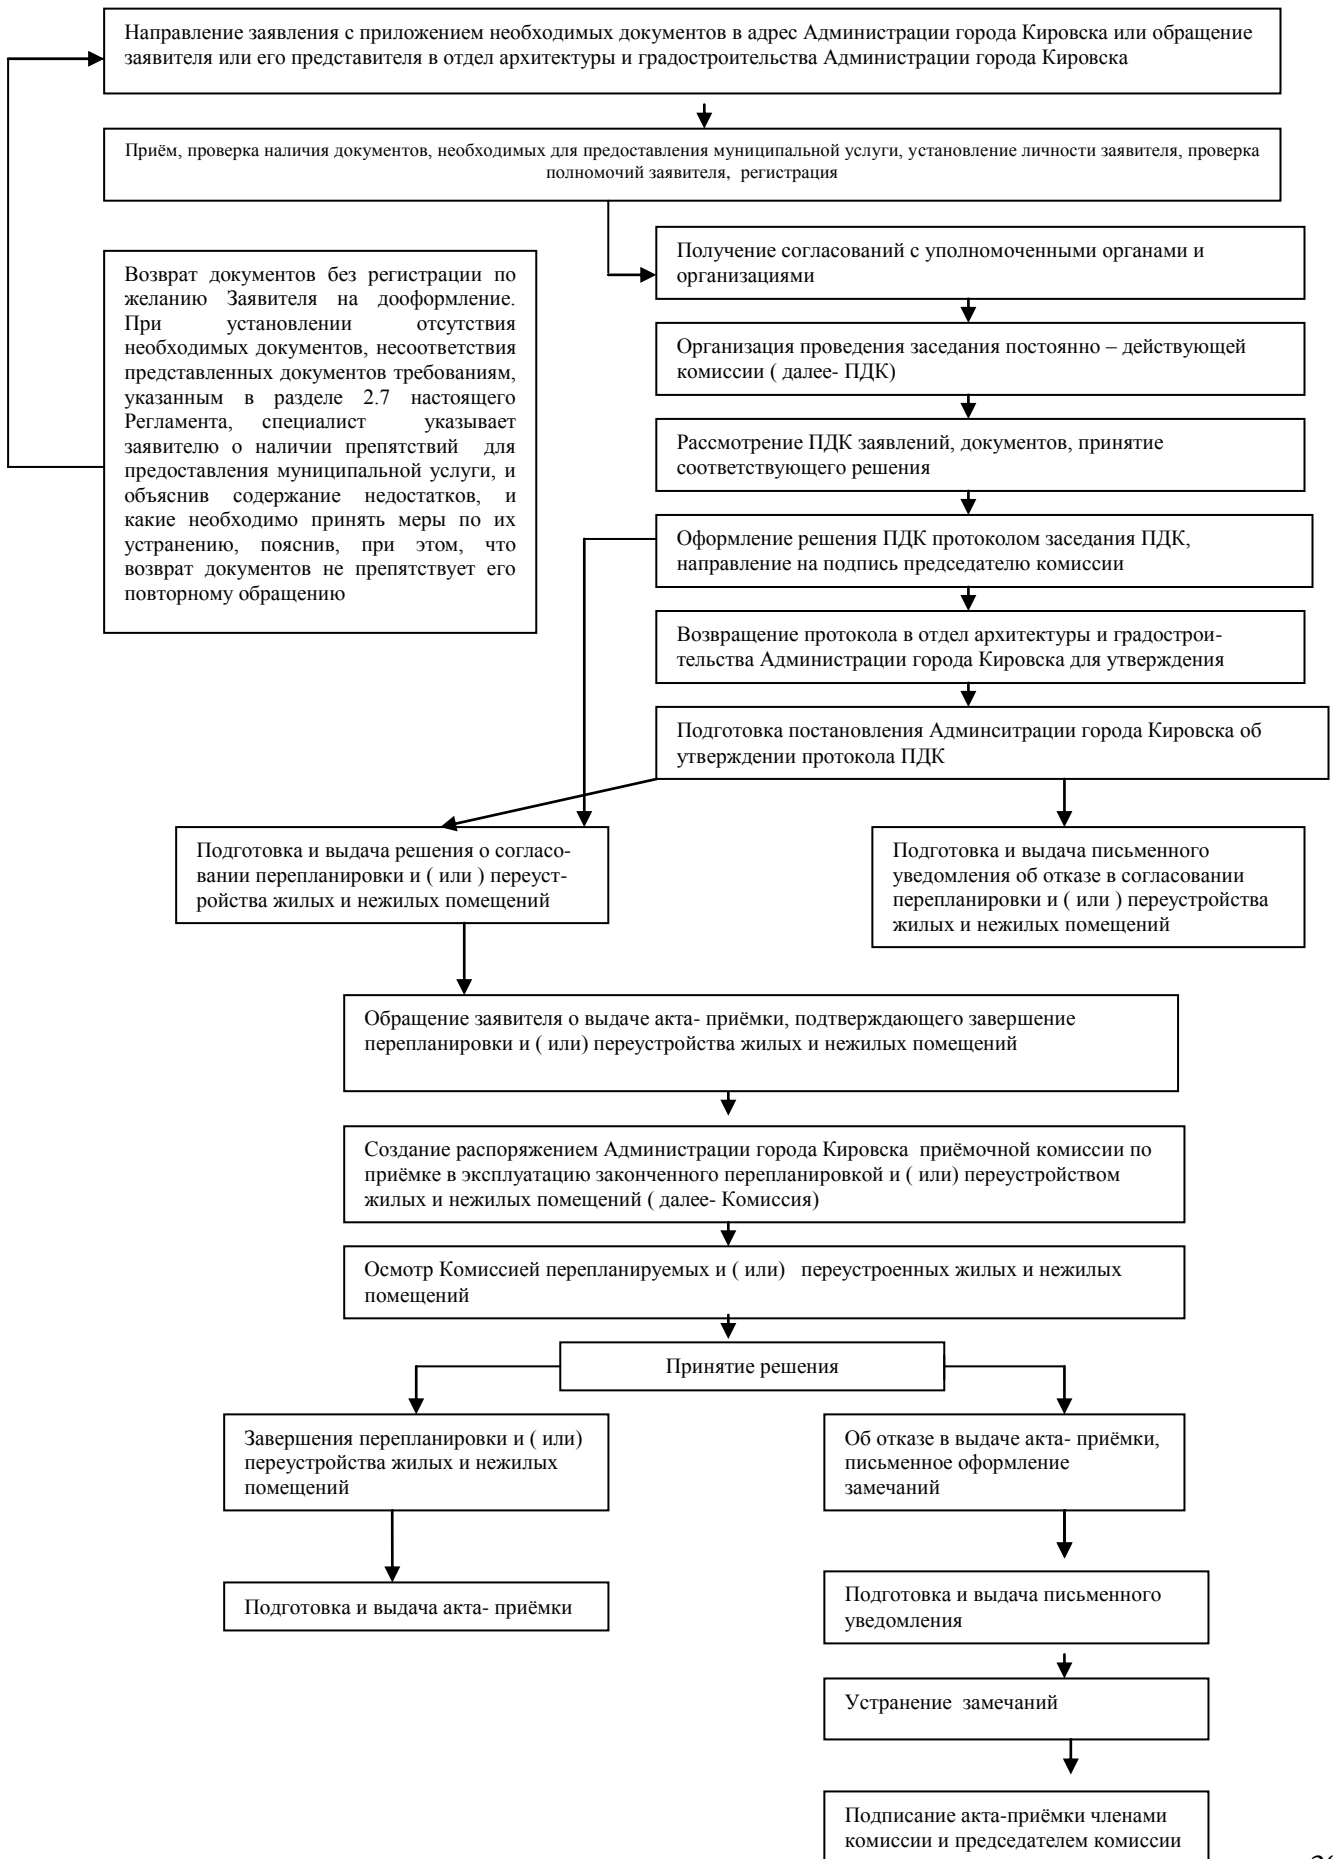 Направление заявления с приложением необходимых документов в адрес Администрации города Кировска или обращение
заявителя или его представителя в отдел архитектуры и градостроительства Администрации города Кировска
Приём, проверка наличия документов, необходимых для предоставления муниципальной услуги, установление личности заявителя, проверка
полномочий заявителя, регистрация
Получение согласований с уполномоченными органами и
организациями
Возврат документов без регистрации по
желанию Заявителя на дооформление.
При установлении отсутствия
необходимых документов, несоответствия
представленных документов требованиям,
указанным в разделе 2.7 настоящего
Регламента, специалист указывает
заявителю о наличии препятствий для
предоставления муниципальной услуги, и
объяснив содержание недостатков, и
какие необходимо принять меры по их
устранению, пояснив, при этом, что
возврат документов не препятствует его
повторному обращению
Организация проведения заседания постоянно – действующей
комиссии ( далее- ПДК)
Рассмотрение ПДК заявлений, документов, принятие
соответствующего решения
Оформление решения ПДК протоколом заседания ПДК,
направление на подпись председателю комиссии
Возвращение протокола в отдел архитектуры и градострои-
тельства Администрации города Кировска для утверждения
Подготовка постановления Админситрации города Кировска об
утверждении протокола ПДК
Подготовка и выдача решения о согласо-
вании перепланировки и ( или ) переуст-
ройства жилых и нежилых помещений
Подготовка и выдача письменного
уведомления об отказе в согласовании
перепланировки и ( или ) переустройства
жилых и нежилых помещений
Обращение заявителя о выдаче акта- приёмки, подтверждающего завершение
перепланировки и ( или) переустройства жилых и нежилых помещений
Создание распоряжением Администрации города Кировска приёмочной комиссии по
приёмке в эксплуатацию законченного перепланировкой и ( или) переустройством
жилых и нежилых помещений ( далее- Комиссия)
Осмотр Комиссией перепланируемых и ( или) переустроенных жилых и нежилых
помещений
Принятие решения
Завершения перепланировки и ( или)
переустройства жилых и нежилых
помещений
Об отказе в выдаче акта- приёмки,
письменное оформление
замечаний
Подготовка и выдача акта- приёмки
Подготовка и выдача письменного
уведомления
Устранение замечаний
Подписание акта-приёмки членами
комиссии и председателем комиссии